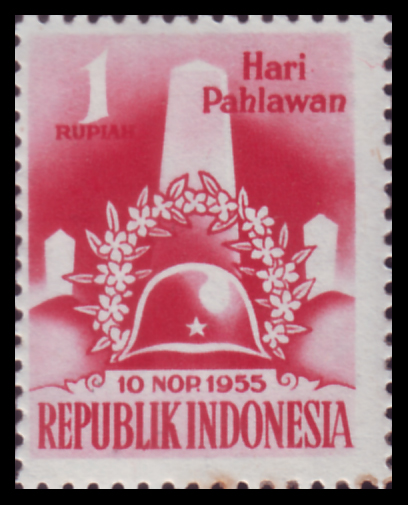 1
RUPIAH
Hari
Pahlawan
10 NOP. 1955
REPUBLIK INDONESIA